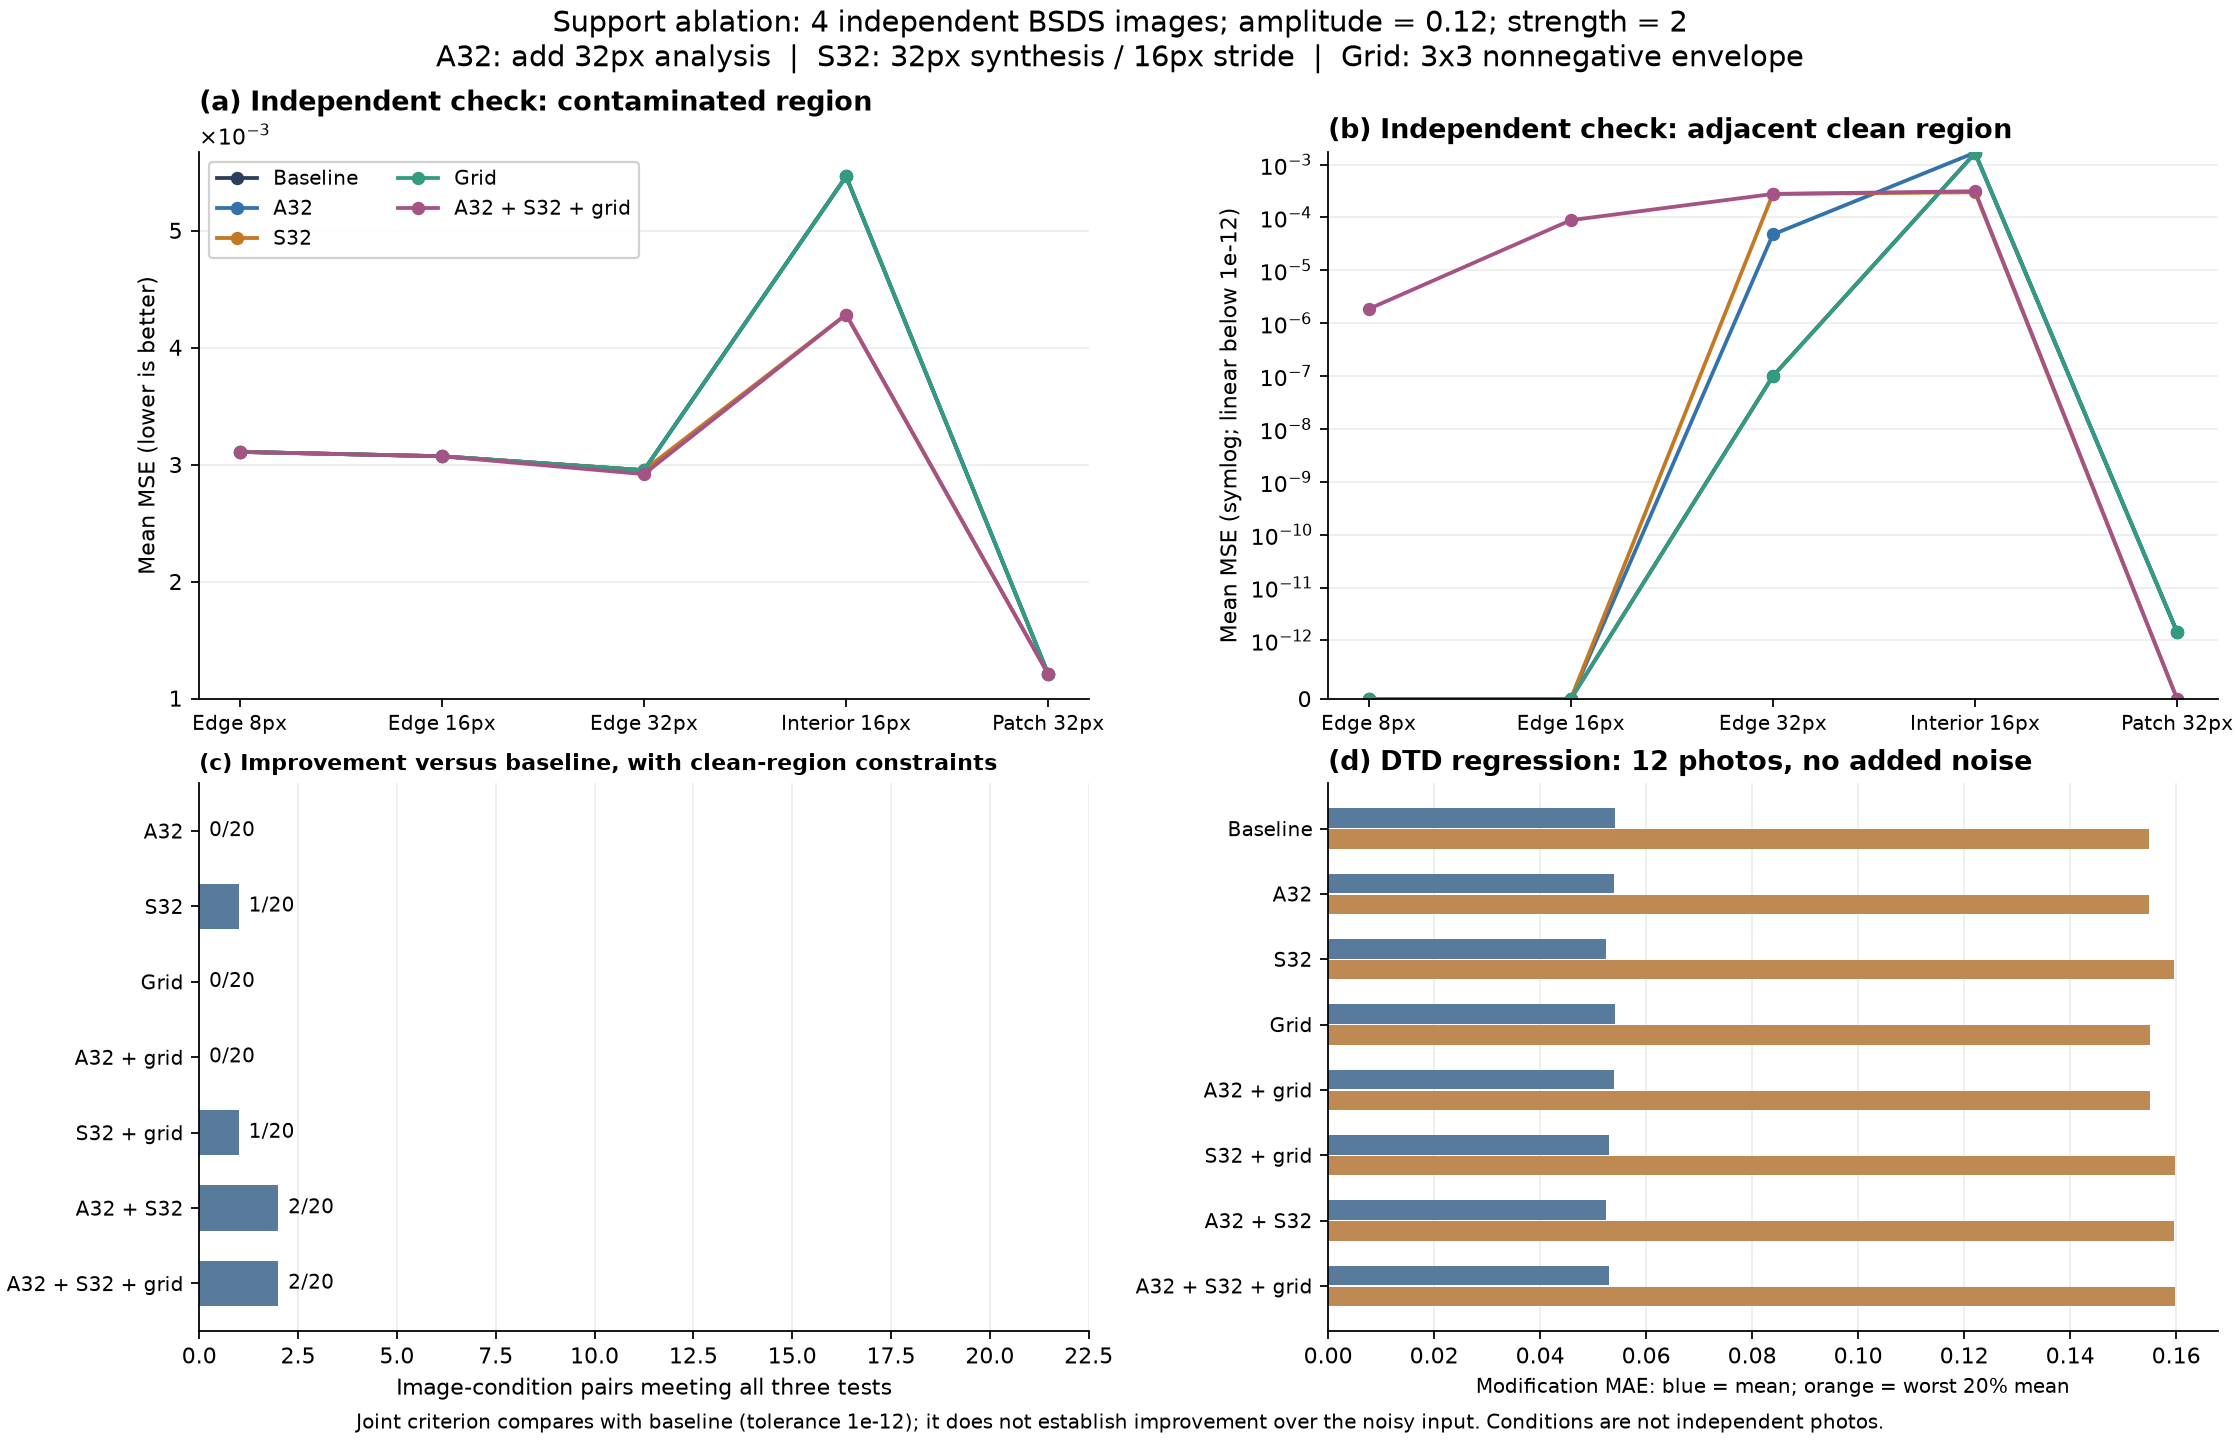 Support ablation: 4 independent BSDS images; amplitude = 0.12; strength = 2
A32: add 32px analysis | S32: 32px synthesis / 16px stride | Grid: 3x3 nonnegative envelope
(a) Independent check: contaminated region
×10⁻³
Baseline
A32
S32
Grid
A32 + S32 + grid
Mean MSE (lower is better)
5
4
3
2
1
Edge 8px
Edge 16px
Edge 32px
Interior 16px
Patch 32px
(b) Independent check: adjacent clean region
Mean MSE (symlog; linear below 1e-12)
10⁻³
10⁻⁴
10⁻⁵
10⁻⁶
10⁻⁷
10⁻⁸
10⁻⁹
10⁻¹⁰
10⁻¹¹
10⁻¹²
0
Edge 8px
Edge 16px
Edge 32px
Interior 16px
Patch 32px
(c) Improvement versus baseline, with clean-region constraints
A32 0/20
S32 1/20
Grid 0/20
A32 + grid 0/20
S32 + grid 1/20
A32 + S32 2/20
A32 + S32 + grid 2/20
0.0 2.5 5.0 7.5 10.0 12.5 15.0 17.5 20.0 22.5
Image-condition pairs meeting all three tests
(d) DTD regression: 12 photos, no added noise
Baseline
A32
S32
Grid
A32 + grid
S32 + grid
A32 + S32
A32 + S32 + grid
0.00 0.02 0.04 0.06 0.08 0.10 0.12 0.14 0.16
Modification MAE: blue = mean; orange = worst 20% mean
Joint criterion compares with baseline (tolerance 1e-12); it does not establish improvement over the noisy input. Conditions are not independent photos.